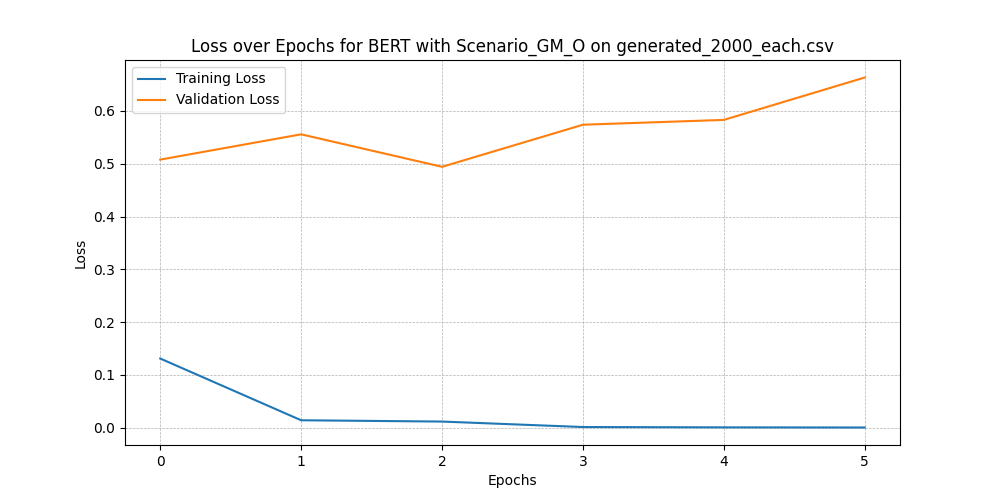 Loss over Epochs for BERT with Scenario_GM_O on generated_2000_each.csv
Training Loss
Validation Loss
0.6
0.5
0.4
0.3
0.2
0.1
0.0
Loss
0 1 2 3 4 5
Epochs